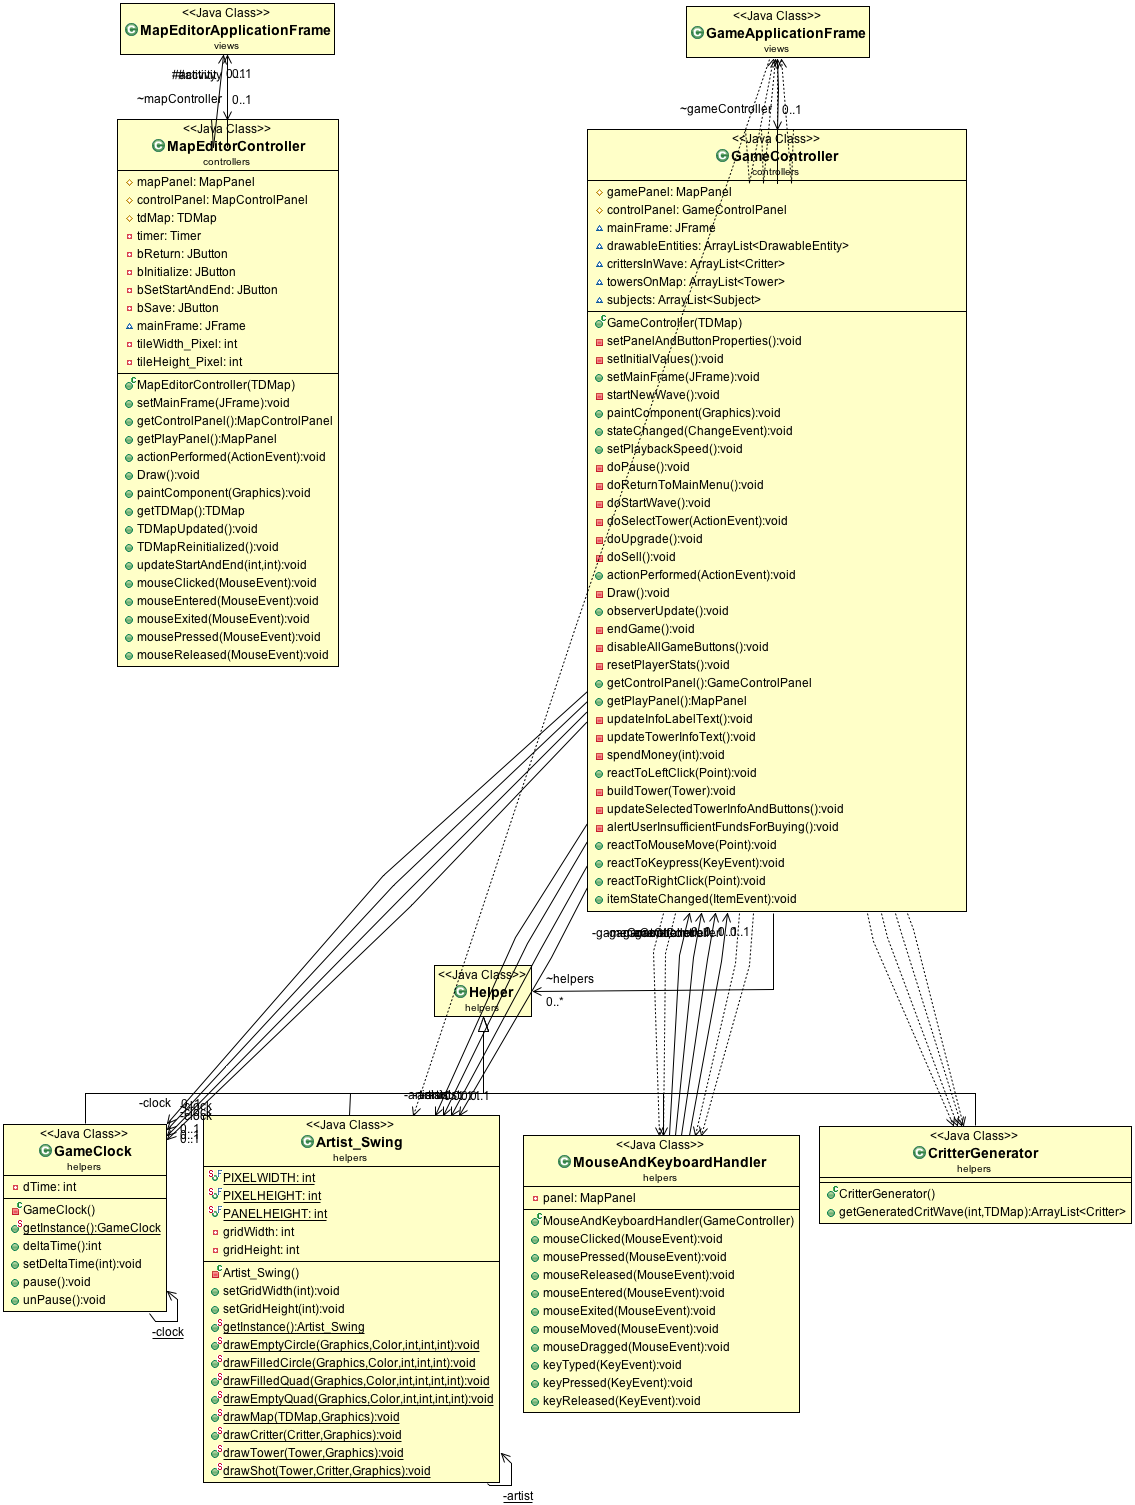 <<Java Class>>
MapEditorApplicationFrame
views
<<Java Class>>
GameApplicationFrame
views
0..1
~mapController
0..1
~gameController
0..1
<<Java Class>>
MapEditorController
controllers
mapPanel: MapPanel
controlPanel: MapControlPanel
tdMap: TDMap
timer: Timer
bReturn: JButton
bInitialize: JButton
bSetStartAndEnd: JButton
bSave: JButton
mainFrame: JFrame
tileWidth_Pixel: int
tileHeight_Pixel: int
MapEditorController(TDMap)
setMainFrame(JFrame):void
getControlPanel():MapControlPanel
getPlayPanel():MapPanel
actionPerformed(ActionEvent):void
Draw():void
paintComponent(Graphics):void
getTDMap():TDMap
TDMapUpdated():void
TDMapReinitialized():void
updateStartAndEnd(int,int):void
mouseClicked(MouseEvent):void
mouseEntered(MouseEvent):void
mouseExited(MouseEvent):void
mousePressed(MouseEvent):void
mouseReleased(MouseEvent):void
<<Java Class>>
GameController
controllers
gamePanel: MapPanel
controlPanel: GameControlPanel
mainFrame: JFrame
drawableEntities: ArrayList<DrawableEntity>
crittersInWave: ArrayList<Critter>
towersOnMap: ArrayList<Tower>
subjects: ArrayList<Subject>
GameController(TDMap)
setPanelAndButtonProperties():void
setInitialValues():void
setMainFrame(JFrame):void
startNewWave():void
paintComponent(Graphics):void
stateChanged(ChangeEvent):void
setPlaybackSpeed():void
doPause():void
doReturnToMainMenu():void
doStartWave():void
doSelectTower(ActionEvent):void
doUpgrade():void
doSell():void
actionPerformed(ActionEvent):void
Draw():void
observerUpdate():void
endGame():void
disableAllGameButtons():void
resetPlayerStats():void
getControlPanel():GameControlPanel
getPlayPanel():MapPanel
updateInfoLabelText():void
updateTowerInfoText():void
spendMoney(int):void
reactToLeftClick(Point):void
buildTower(Tower):void
updateSelectedTowerInfoAndButtons():void
alertUserInsufficientFundsForBuying():void
reactToMouseMove(Point):void
reactToKeypress(KeyEvent):void
reactToRightClick(Point):void
itemStateChanged(ItemEvent):void
<<Java Class>>
Helper
helpers
~helpers
0..*
-clock
-clock
0..1
0..1
<<Java Class>>
GameClock
helpers
dTime: int
GameClock()
getInstance():GameClock
deltaTime():int
setDeltaTime(int):void
pause():void
unPause():void
-clock
<<Java Class>>
Artist_Swing
helpers
PIXELWIDTH: int
PIXELHEIGHT: int
PANELHEIGHT: int
gridWidth: int
gridHeight: int
Artist_Swing()
setGridWidth(int):void
setGridHeight(int):void
getInstance():Artist_Swing
drawEmptyCircle(Graphics,Color,int,int,int):void
drawFilledCircle(Graphics,Color,int,int,int):void
drawFilledQuad(Graphics,Color,int,int,int,int):void
drawEmptyQuad(Graphics,Color,int,int,int,int):void
drawMap(TDMap,Graphics):void
drawCritter(Critter,Graphics):void
drawTower(Tower,Graphics):void
drawShot(Tower,Critter,Graphics):void
-artist
<<Java Class>>
MouseAndKeyboardHandler
helpers
panel: MapPanel
MouseAndKeyboardHandler(GameController)
mouseClicked(MouseEvent):void
mousePressed(MouseEvent):void
mouseReleased(MouseEvent):void
mouseEntered(MouseEvent):void
mouseExited(MouseEvent):void
mouseMoved(MouseEvent):void
mouseDragged(MouseEvent):void
keyTyped(KeyEvent):void
keyPressed(KeyEvent):void
keyReleased(KeyEvent):void
<<Java Class>>
CritterGenerator
helpers
CritterGenerator()
getGeneratedCritWave(int,TDMap):ArrayList<Critter>